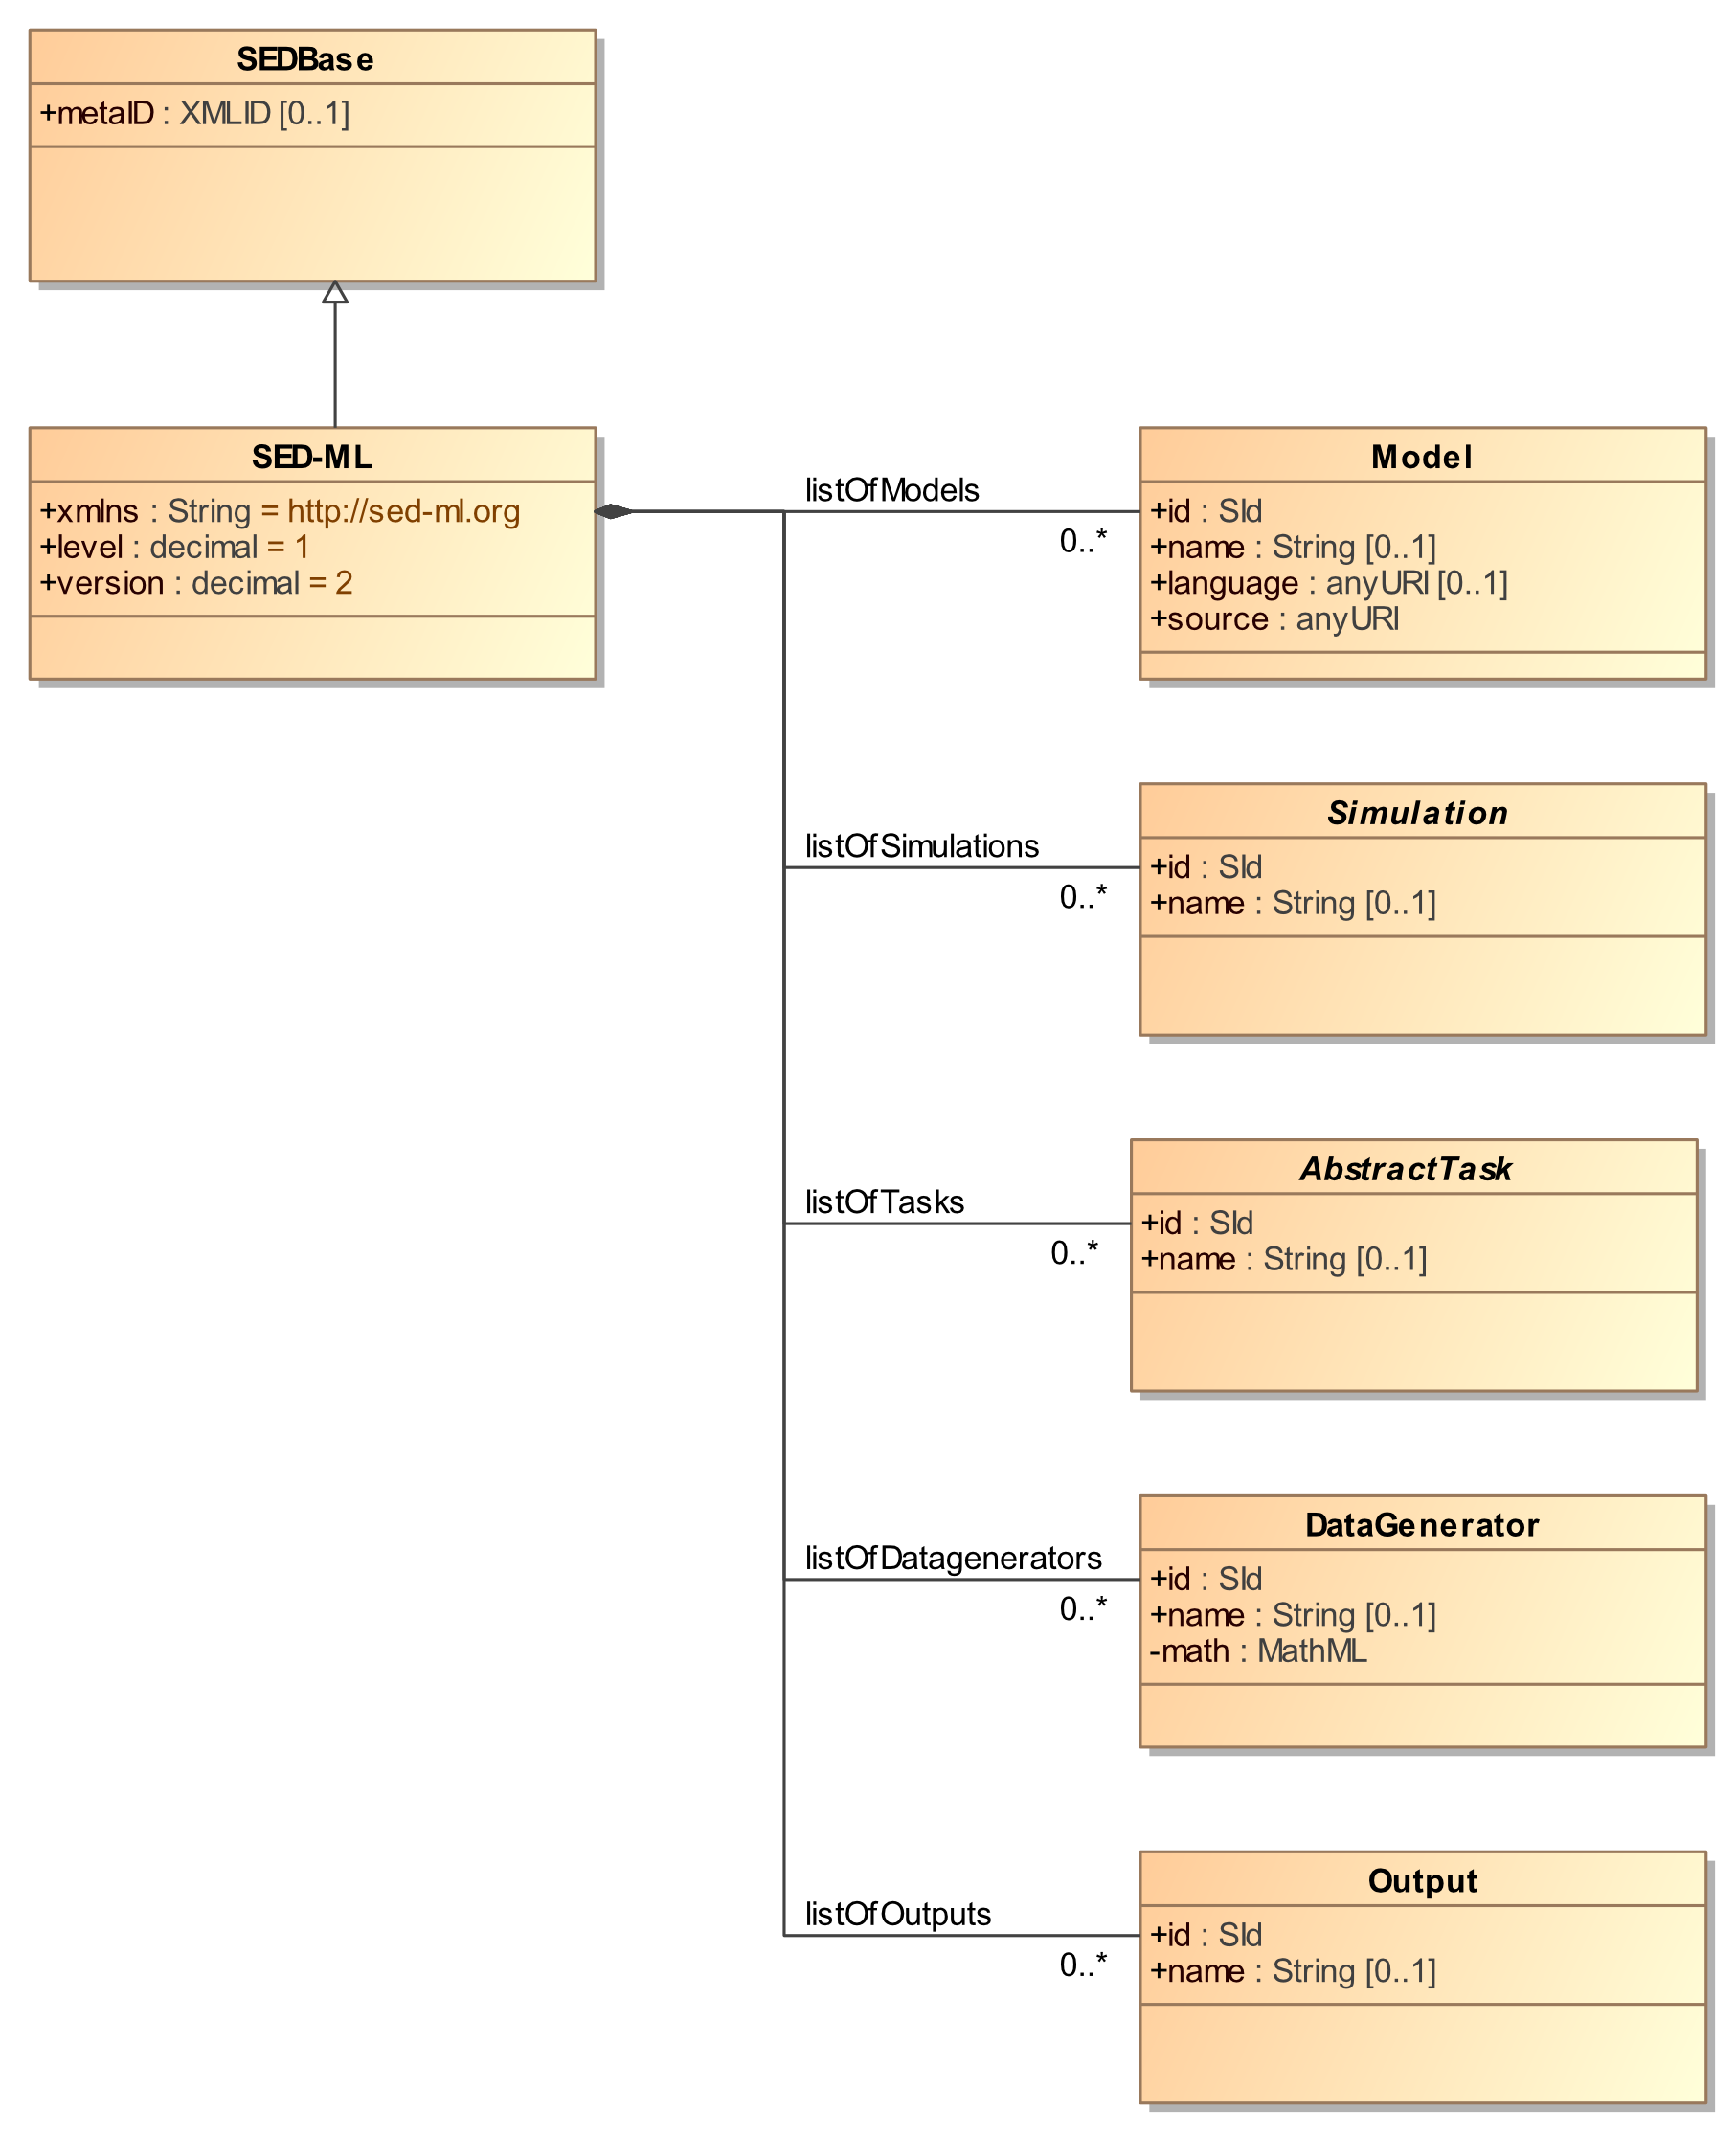 SEDBase
+metaID : XMLID [0..1]
SED-ML
+xmlns : String = http://sed-ml.org
+level : decimal = 1
+version : decimal = 2
listOfModels
0..*
Model
+id : SId
+name : String [0..1]
+language : anyURI [0..1]
+source : anyURI
listOfSimulations
0..*
Simulation
+id : SId
+name : String [0..1]
listOfTasks
0..*
AbstractTask
+id : SId
+name : String [0..1]
listOfDatagenerators
0..*
DataGenerator
+id : SId
+name : String [0..1]
-math : MathML
listOfOutputs
0..*
Output
+id : SId
+name : String [0..1]